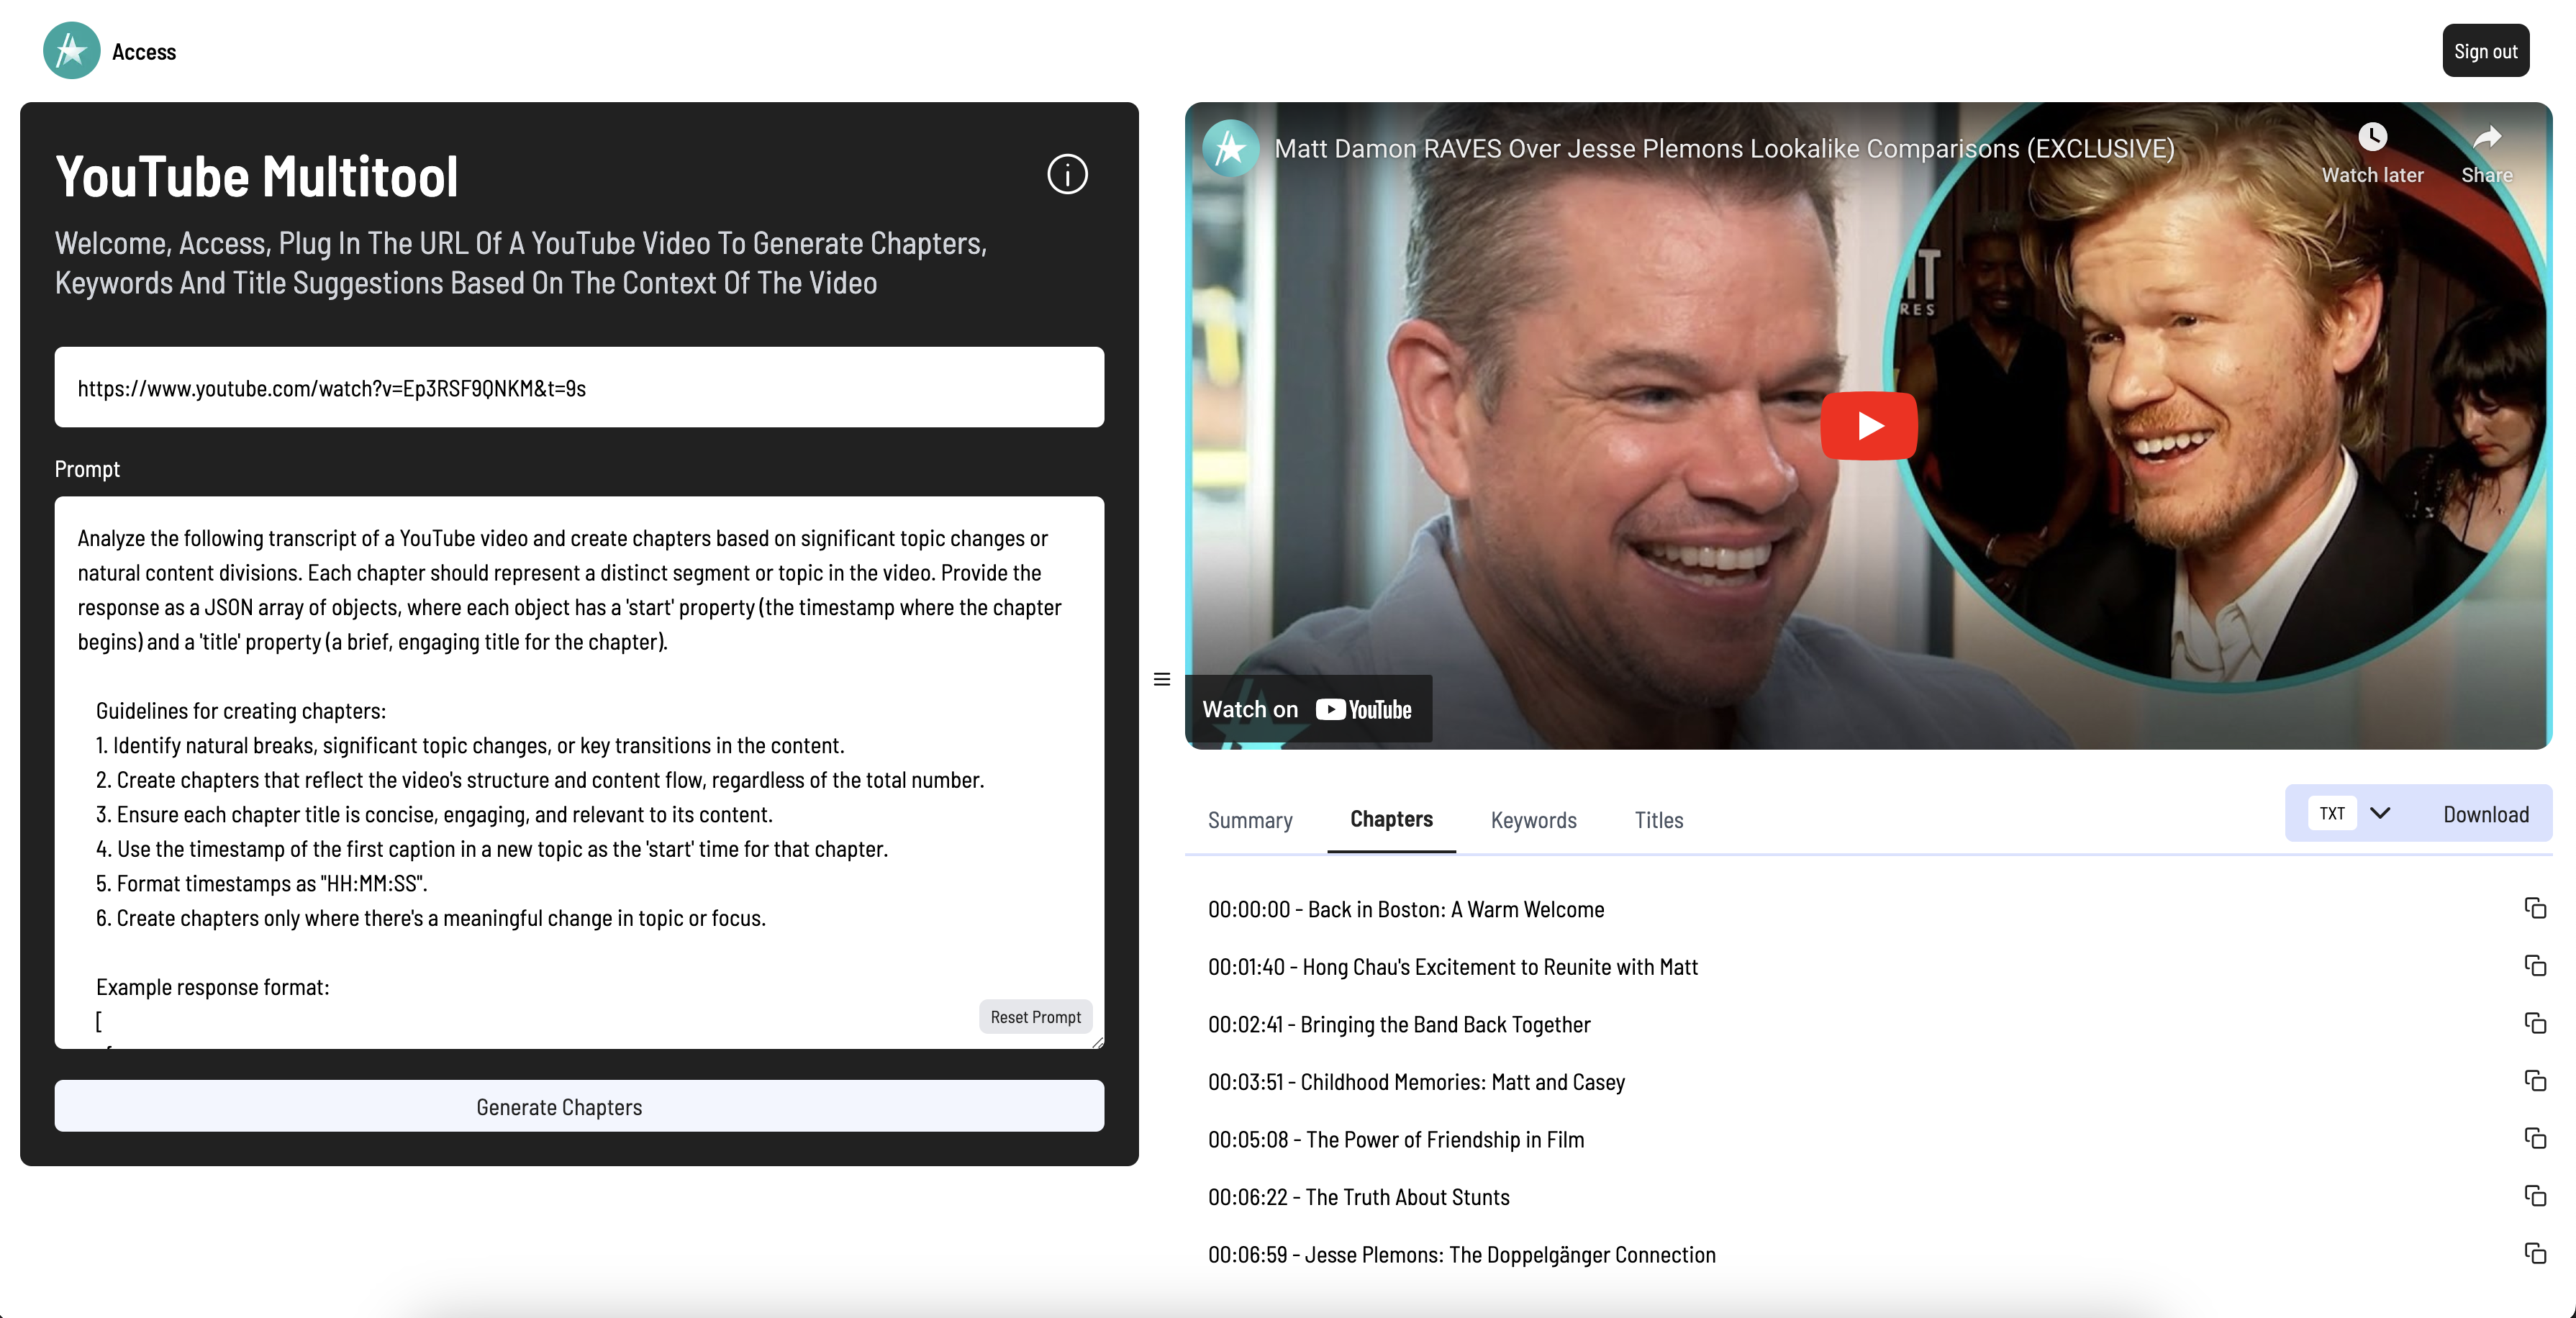 Access
Sign out
YouTube Multitool
Welcome, Access, Plug In The URL Of A YouTube Video To Generate Chapters,
Keywords And Title Suggestions Based On The Context Of The Video
https://www.youtube.com/watch?v=Ep3RSF9QNKM&t=9s
Prompt
Analyze the following transcript of a YouTube video and create chapters based on significant topic changes or
natural content divisions. Each chapter should represent a distinct segment or topic in the video. Provide the
response as a JSON array of objects, where each object has a 'start' property (the timestamp where the chapter
begins) and a 'title' property (a brief, engaging title for the chapter).
Guidelines for creating chapters:
1. Identify natural breaks, significant topic changes, or key transitions in the content.
2. Create chapters that reflect the video's structure and content flow, regardless of the total number.
3. Ensure each chapter title is concise, engaging, and relevant to its content.
4. Use the timestamp of the first caption in a new topic as the 'start' time for that chapter.
5. Format timestamps as "HH:MM:SS".
6. Create chapters only where there's a meaningful change in topic or focus.
Example response format:
[
Reset Prompt
Generate Chapters
Matt Damon RAVES Over Jesse Plemons Lookalike Comparisons (EXCLUSIVE)
Watch later
Share
Watch on YouTube
Summary
Chapters
Keywords
Titles
TXT
Download
00:00:00 - Back in Boston: A Warm Welcome
00:01:40 - Hong Chau's Excitement to Reunite with Matt
00:02:41 - Bringing the Band Back Together
00:03:51 - Childhood Memories: Matt and Casey
00:05:08 - The Power of Friendship in Film
00:06:22 - The Truth About Stunts
00:06:59 - Jesse Plemons: The Doppelgänger Connection